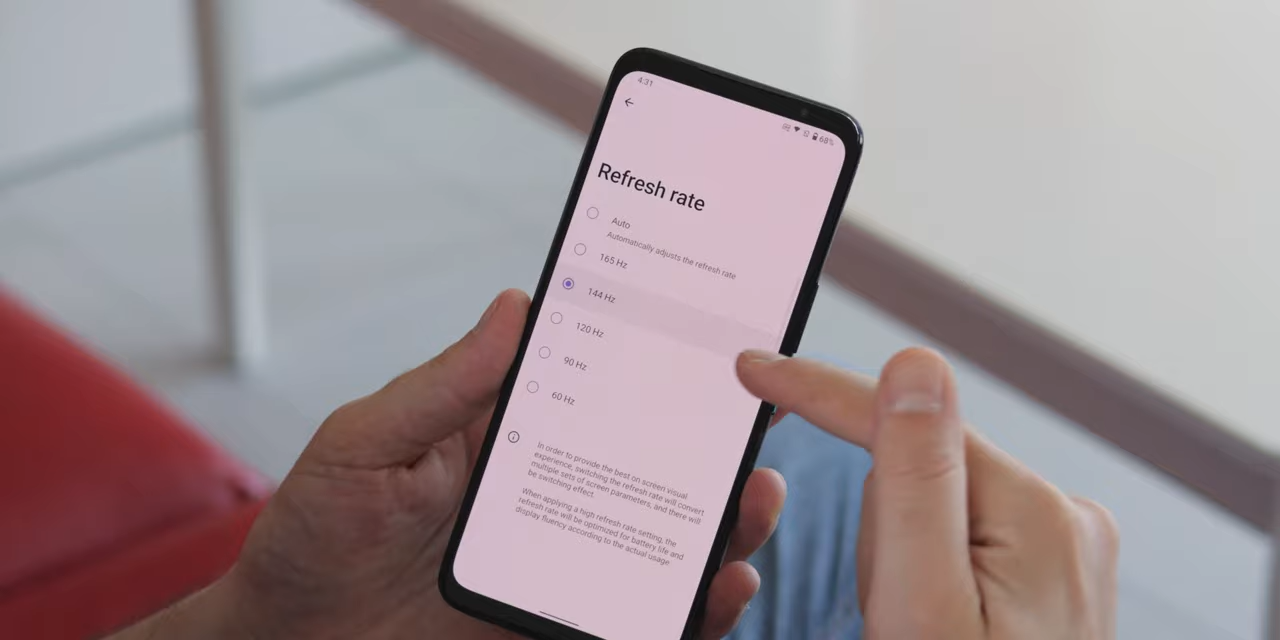 4:31
68%
Refresh rate
Auto
Automatically adjusts the refresh rate
165 Hz
144 Hz
120 Hz
90 Hz
60 Hz
In order to provide the best on screen visual
experience, switching the refresh rate will convert
multiple sets of screen parameters, and there will
be switching effect.
When applying a high refresh rate setting, the
refresh rate will be optimized for battery life and
display fluency according to the actual usage